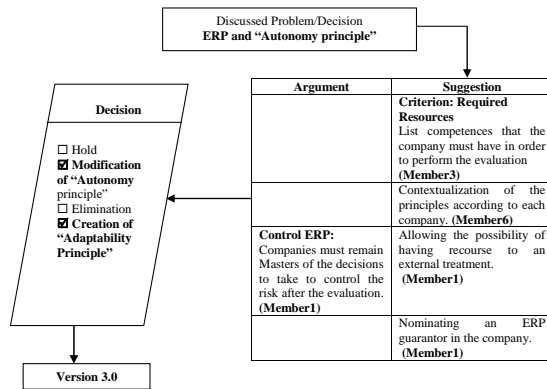 Discussed Problem/Decision
ERP and “Autonomy principle”
Argument
Suggestion
Criterion: Required
Resources
List competences that the
company must have in order
to perform the evaluation
(Member3)
Contextualization of the
principles according to each
company. (Member6)
Control ERP:
Companies must remain
Masters of the decisions
to take to control the
risk after the evaluation.
(Member1)
Allowing the possibility of
having recourse to an
external treatment.
(Member1)
Nominating an ERP
guarantor in the company.
(Member1)
Decision
☐ Hold
☑ Modification
of “Autonomy
principle”
☐ Elimination
☑ Creation of
“Adaptability
Principle”
Version 3.0